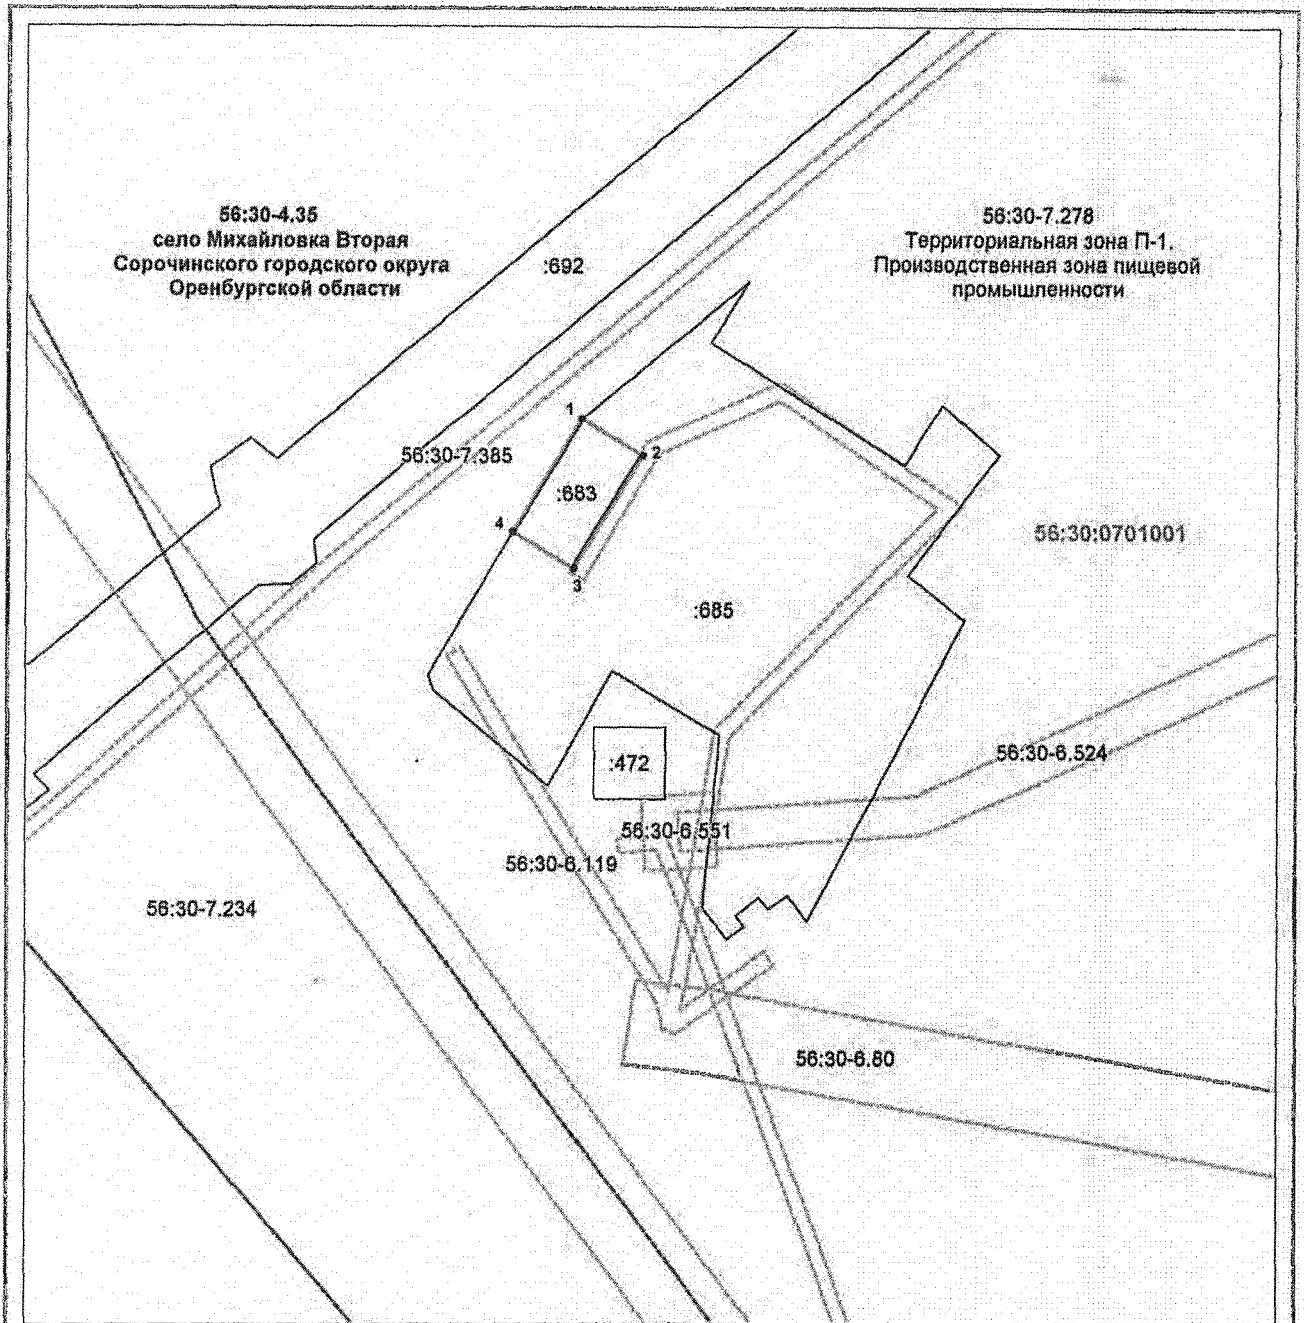 56:30-4.35
село Михайловка Вторая
Сорочинского городского округа
Оренбургской области
:692
56:30-7.278
Территориальная зона П-1.
Производственная зона пищевой
промышленности
1
2
56:30-7.385
:683
4
3
56:30:0701001
:685
56:30-6.524
:472
56:30-6.551
56:30-6.119
56:30-7.234
56:30-6.80